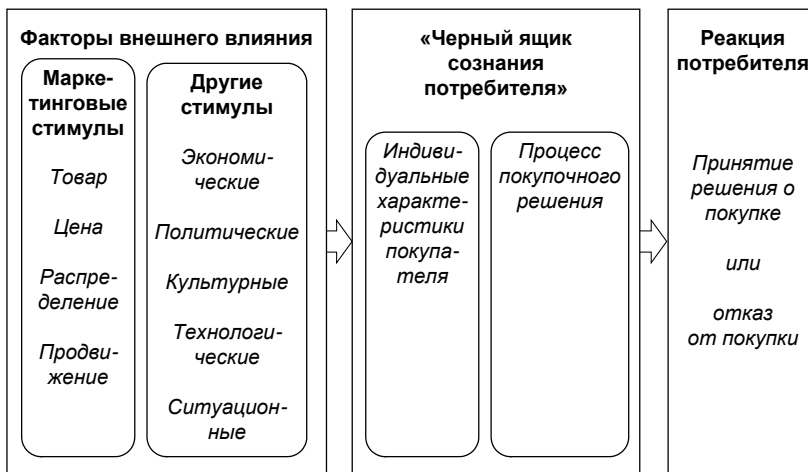 Факторы внешнего влияния
Марке-
тинговые
стимулы
Товар
Цена
Распре-
деление
Продви-
жение
Другие
стимулы
Экономи-
ческие
Политические
Культурные
Технологи-
ческие
Ситуацион-
ные
«Черный ящик
сознания
потребителя»
Индиви-
дуальные
характе-
ристики
покупа-
теля
Процесс
покупочного
решения
Реакция
потребителя
Принятие
решения о
покупке
или
отказ
от покупки